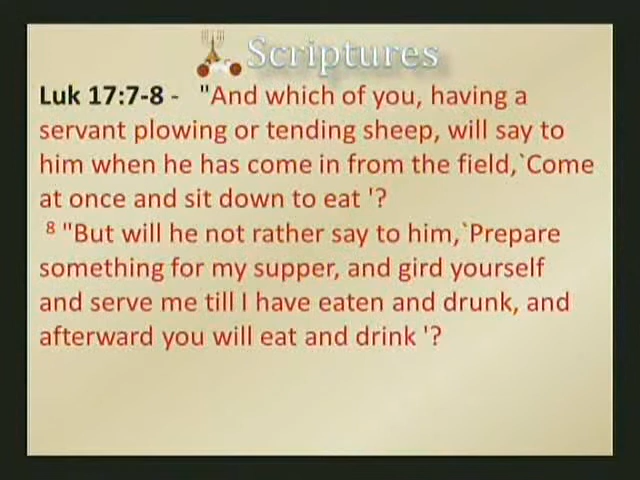 Scriptures
Luk 17:7-8 - "And which of you, having a
servant plowing or tending sheep, will say to
him when he has come in from the field,`Come
at once and sit down to eat '?
8 "But will he not rather say to him,`Prepare
something for my supper, and gird yourself
and serve me till I have eaten and drunk, and
afterward you will eat and drink '?